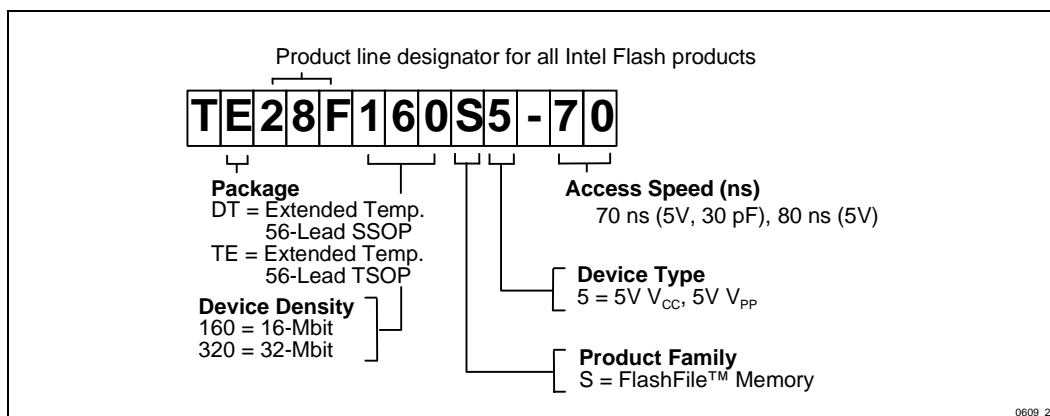 Product line designator for all Intel Flash products
TE28F160S5-70
Package
DT = Extended Temp.
56-Lead SSOP
TE = Extended Temp.
56-Lead TSOP
Device Density
160 = 16-Mbit
320 = 32-Mbit
Access Speed (ns)
70 ns (5V, 30 pF), 80 ns (5V)
Device Type
5 = 5V VCC, 5V VPP
Product Family
S = FlashFile™ Memory
0609_2